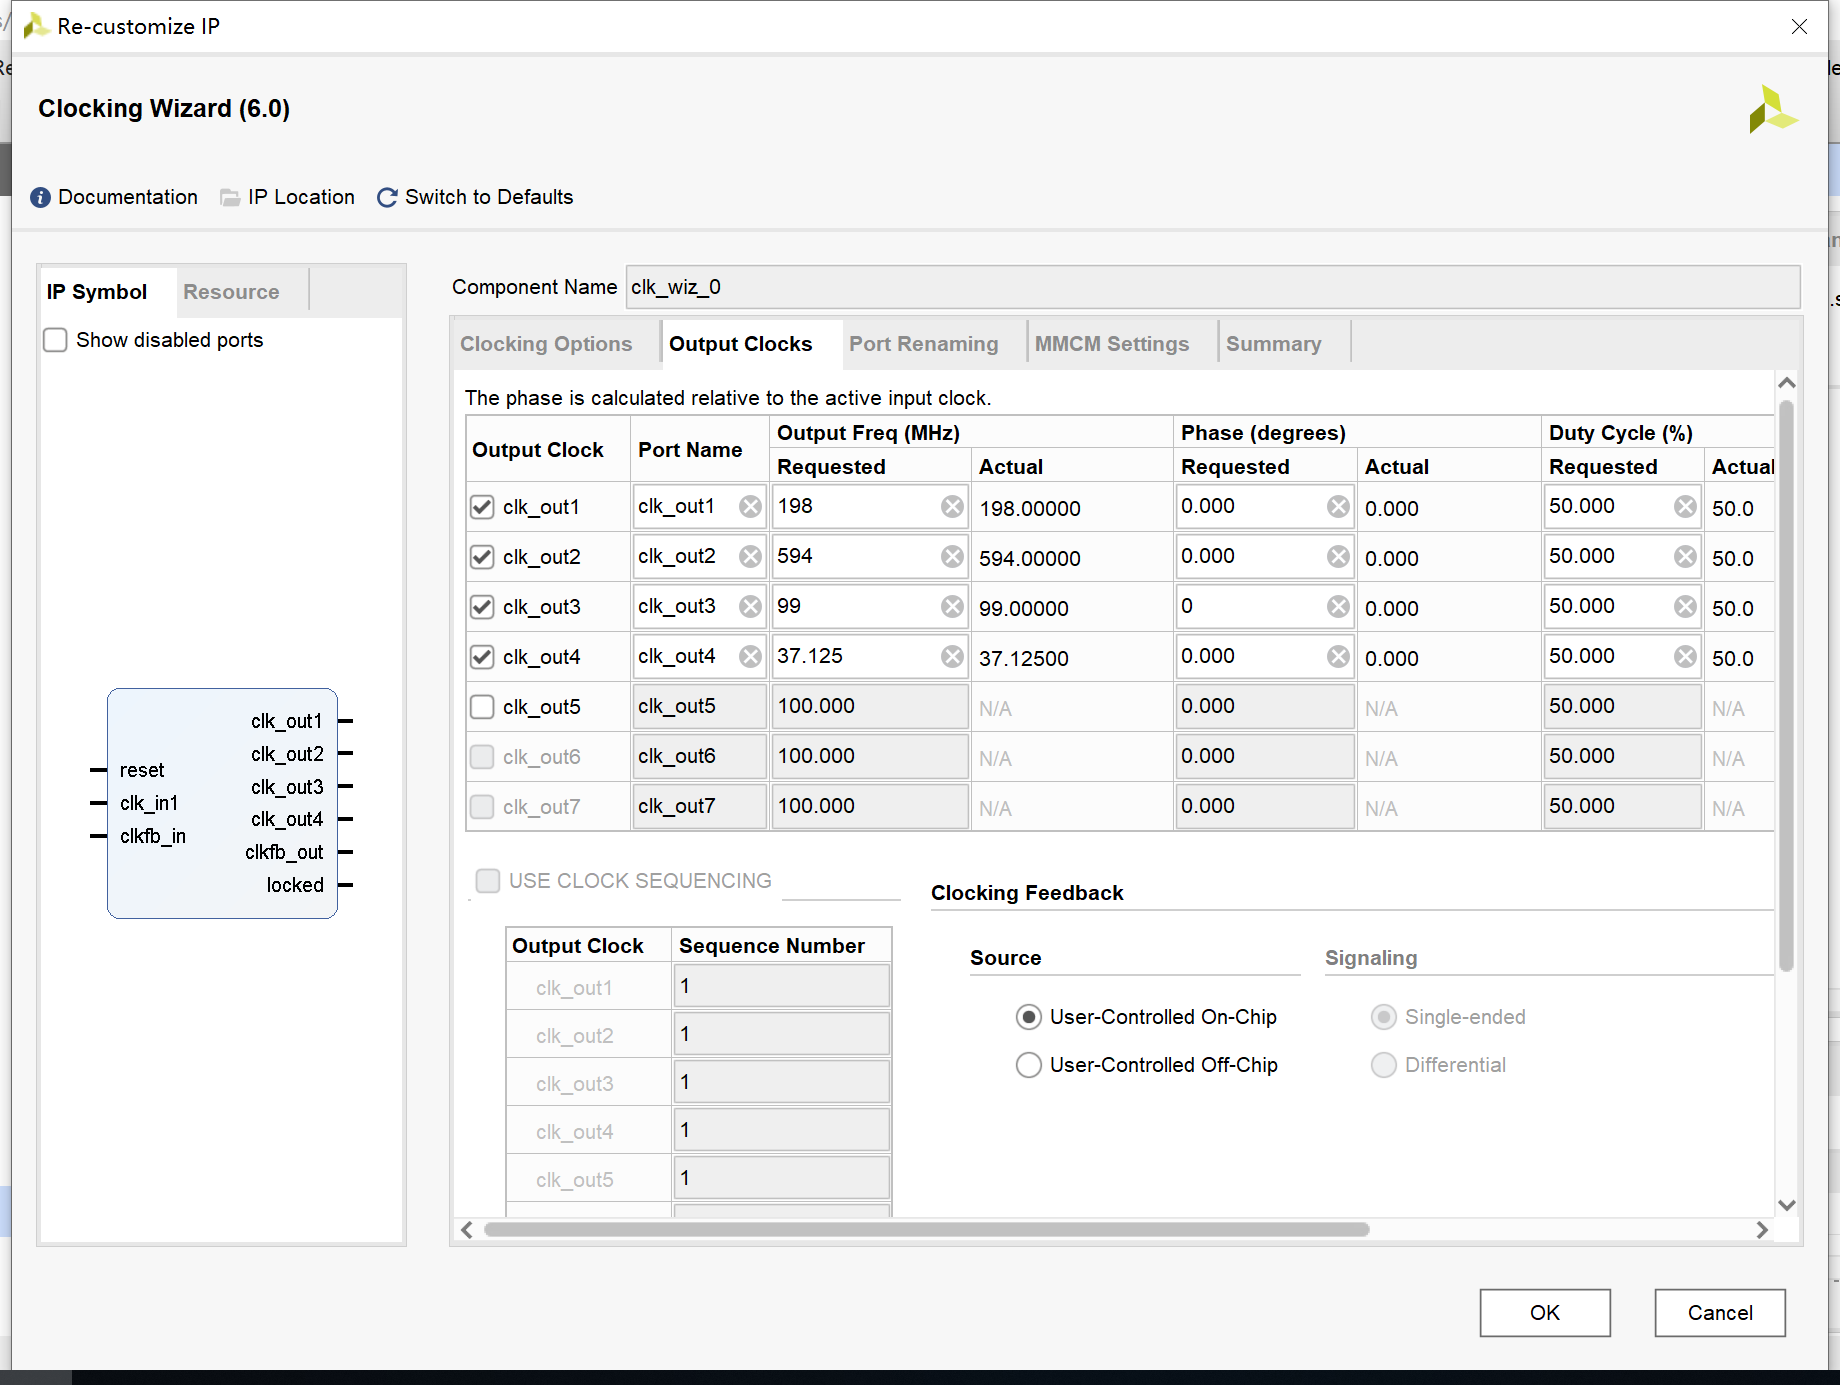 Re-customize IP
Clocking Wizard (6.0)
Documentation IP Location Switch to Defaults
IP Symbol Resource
Show disabled ports
reset
clk_in1
clkfb_in
clk_out1
clk_out2
clk_out3
clk_out4
clkfb_out
locked
Component Name clk_wiz_0
Clocking Options Output Clocks Port Renaming MMCM Settings Summary
The phase is calculated relative to the active input clock.
Output Clock Port Name Output Freq (MHz) Phase (degrees) Duty Cycle (%)
Requested Actual Requested Actual Requested Actual
clk_out1 clk_out1 198 198.00000 0.000 0.000 50.000 50.0
clk_out2 clk_out2 594 594.00000 0.000 0.000 50.000 50.0
clk_out3 clk_out3 99 99.00000 0 0.000 50.000 50.0
clk_out4 clk_out4 37.125 37.12500 0.000 0.000 50.000 50.0
clk_out5 clk_out5 100.000 N/A 0.000 N/A 50.000 N/A
clk_out6 clk_out6 100.000 N/A 0.000 N/A 50.000 N/A
clk_out7 clk_out7 100.000 N/A 0.000 N/A 50.000 N/A
USE CLOCK SEQUENCING
Output Clock Sequence Number
clk_out1 1
clk_out2 1
clk_out3 1
clk_out4 1
clk_out5 1
Clocking Feedback
Source Signaling
User-Controlled On-Chip Single-ended
User-Controlled Off-Chip Differential
OK Cancel